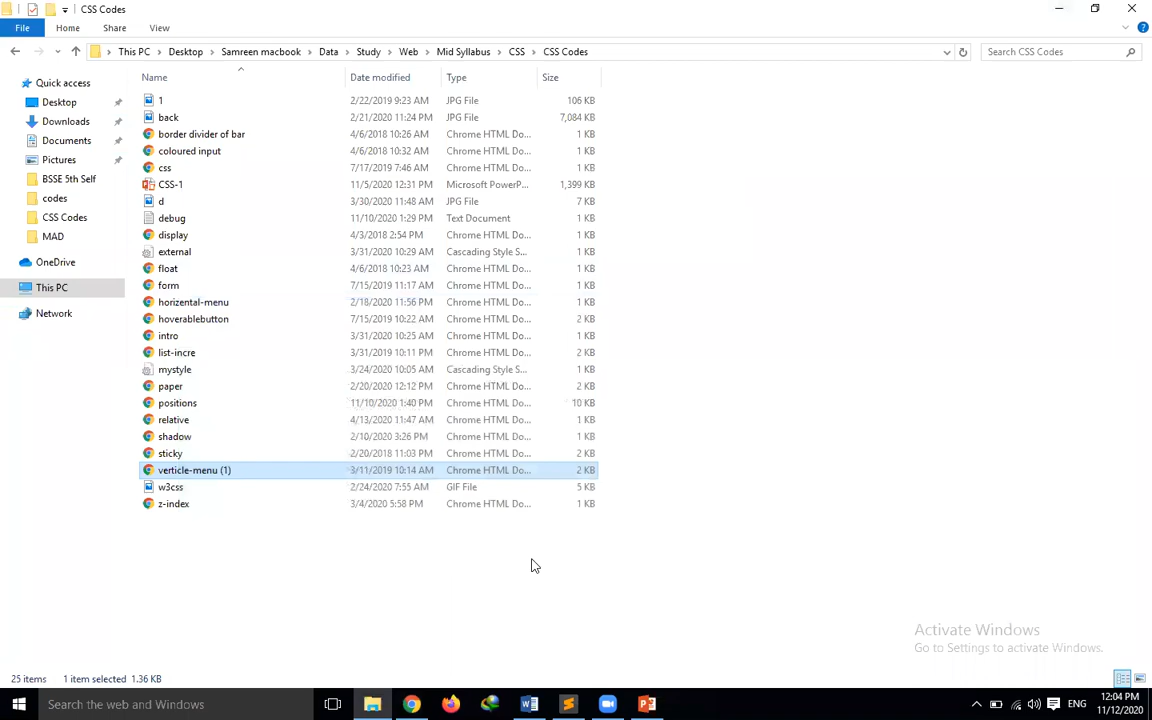 CSS Codes
File Home Share View
This PC Desktop Samreen macbook Data Study Web Mid Syllabus CSS CSS Codes Search CSS Codes
Quick access
Desktop
Downloads
Documents
Pictures
BSSE 5th Self
codes
CSS Codes
MAD
OneDrive
This PC
Network
Name Date modified Type Size
1 2/22/2019 9:23 AM JPG File 106 KB
back 2/21/2020 11:24 PM JPG File 7,084 KB
border divider of bar 4/6/2018 10:26 AM Chrome HTML Do... 1 KB
coloured input 4/6/2018 10:32 AM Chrome HTML Do... 1 KB
css 7/17/2019 7:46 AM Chrome HTML Do... 1 KB
CSS-1 11/5/2020 12:31 PM Microsoft PowerP... 1,399 KB
d 3/30/2020 11:48 AM JPG File 7 KB
debug 11/10/2020 1:29 PM Text Document 1 KB
display 4/3/2018 2:54 PM Chrome HTML Do... 1 KB
external 3/31/2020 10:29 AM Cascading Style S... 1 KB
float 4/6/2018 10:23 AM Chrome HTML Do... 1 KB
form 7/15/2019 11:17 AM Chrome HTML Do... 1 KB
horizental-menu 2/18/2020 11:56 PM Chrome HTML Do... 1 KB
hoverablebutton 7/15/2019 10:22 AM Chrome HTML Do... 2 KB
intro 3/31/2020 10:25 AM Chrome HTML Do... 1 KB
list-incre 3/31/2019 10:11 PM Chrome HTML Do... 2 KB
mystyle 3/24/2020 10:05 AM Cascading Style S... 1 KB
paper 2/20/2020 12:12 PM Chrome HTML Do... 2 KB
positions 11/10/2020 1:40 PM Chrome HTML Do... 10 KB
relative 4/13/2020 11:47 AM Chrome HTML Do... 1 KB
shadow 2/10/2020 3:26 PM Chrome HTML Do... 1 KB
sticky 2/20/2018 11:03 PM Chrome HTML Do... 2 KB
verticle-menu (1) 3/11/2019 10:14 AM Chrome HTML Do... 2 KB
w3css 2/24/2020 7:55 AM GIF File 5 KB
z-index 3/4/2020 5:58 PM Chrome HTML Do... 1 KB
Activate Windows
Go to Settings to activate Windows.
25 items 1 item selected 1.36 KB
Search the web and Windows ENG 12:04 PM
11/12/2020